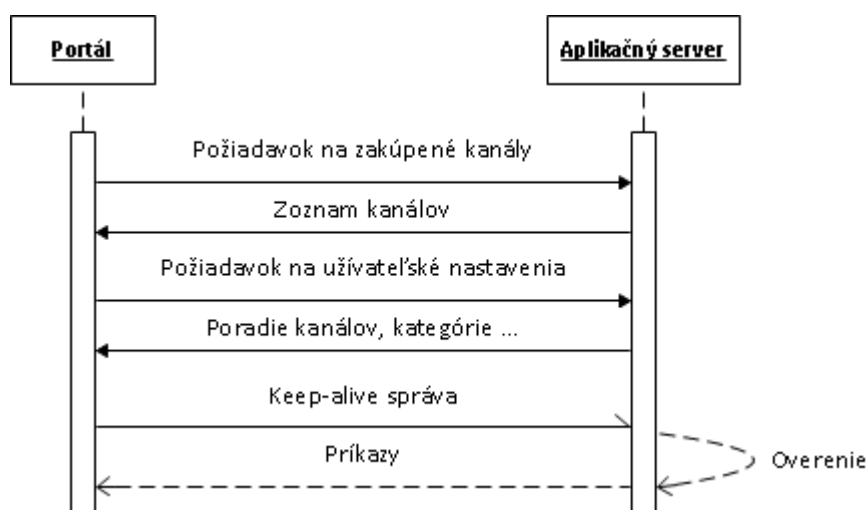 Portál
Aplikačný server
Požiadavok na zakúpené kanály
Zoznam kanálov
Požiadavok na užívateľské nastavenia
Poradie kanálov, kategórie ...
Keep-alive správa
Príkazy
Overenie